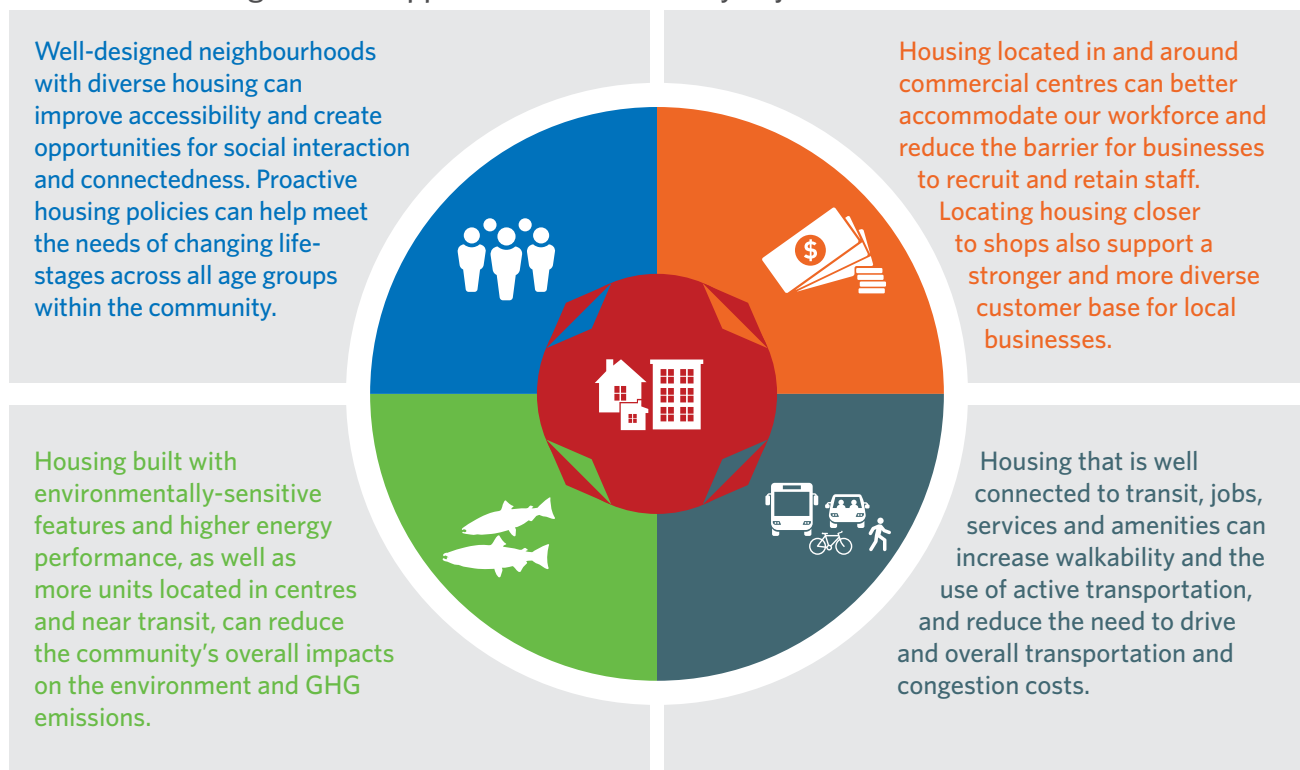 Well-designed neighbourhoods
with diverse housing can
improve accessibility and create
opportunities for social interaction
and connectedness. Proactive
housing policies can help meet
the needs of changing life-
stages across all age groups
within the community.
Housing located in and around
commercial centres can better
accommodate our workforce and
reduce the barrier for businesses
to recruit and retain staff.
Locating housing closer
to shops also support a
stronger and more diverse
customer base for local
businesses.
$
Housing built with
environmentally-sensitive
features and higher energy
performance, as well as
more units located in centres
and near transit, can reduce
the community’s overall impacts
on the environment and GHG
emissions.
Housing that is well
connected to transit, jobs,
services and amenities can
increase walkability and the
use of active transportation,
and reduce the need to drive
and overall transportation and
congestion costs.